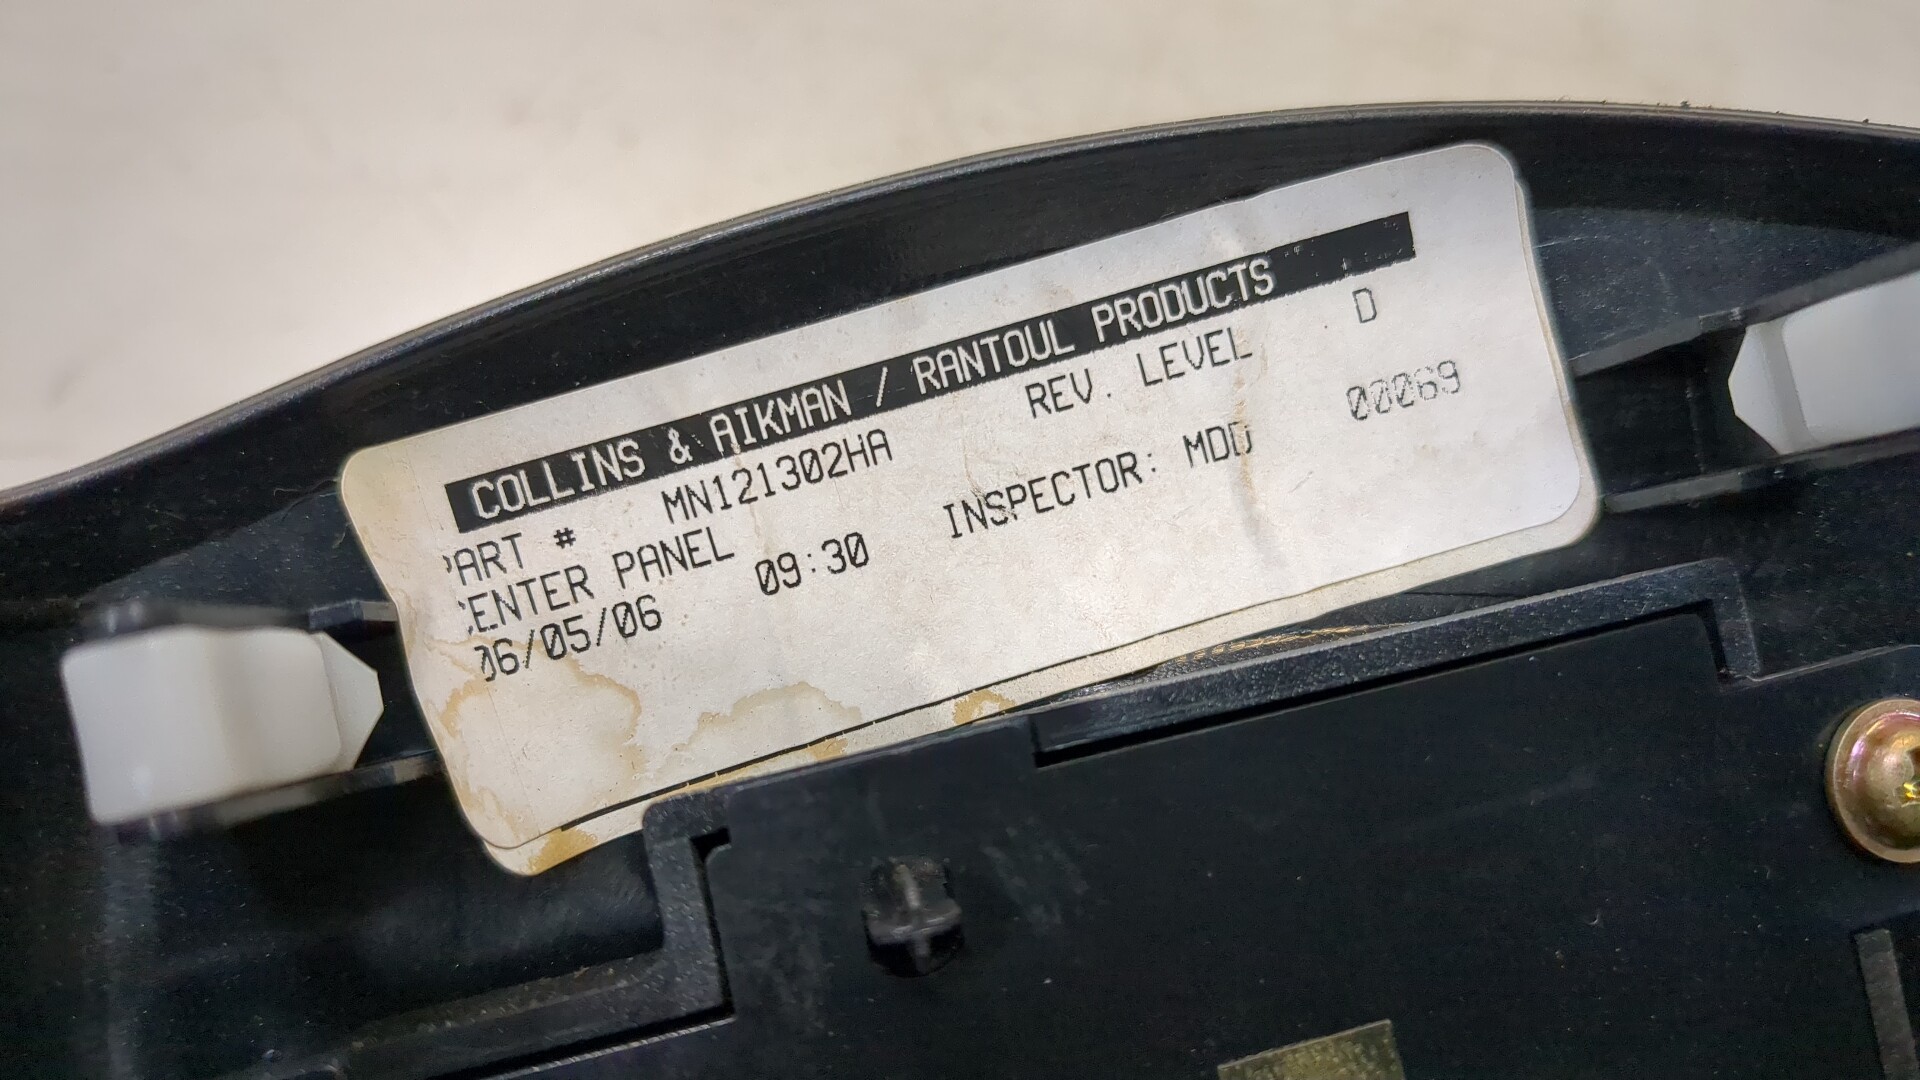 COLLINS & AIKMAN / RANTOUL PRODUCTS
PART # MN121302HA REV. LEVEL D
CENTER PANEL
06/05/06 09:30 INSPECTOR: MDD 00069